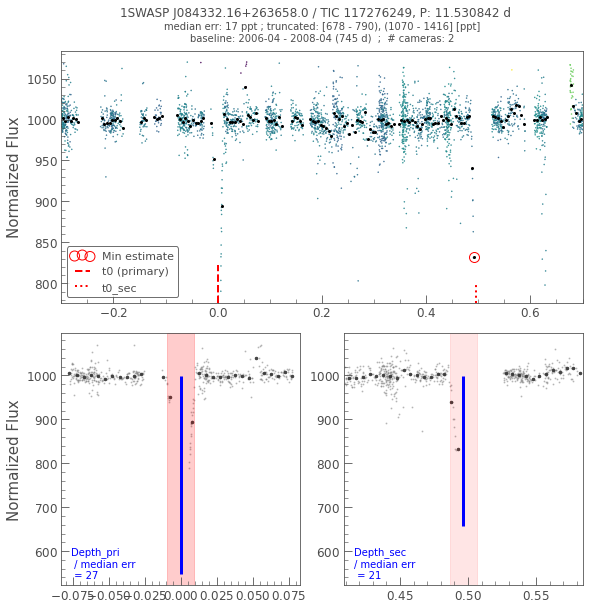 1SWASP J084332.16+263658.0 / TIC 117276249, P: 11.530842 d
median err: 17 ppt ; truncated: [678 - 790), (1070 - 1416] [ppt]
baseline: 2006-04 - 2008-04 (745 d)  ;  # cameras: 2
Normalized Flux
1050
1000
950
900
850
800
Min estimate
t0 (primary)
t0_sec
−0.2
0.0
0.2
0.4
0.6
Normalized Flux
1000
900
800
700
600
Depth_pri
/ median err
= 27
−0.075
−0.050
−0.025
0.000
0.025
0.050
0.075
1000
900
800
700
600
Depth_sec
/ median err
= 21
0.45
0.50
0.55